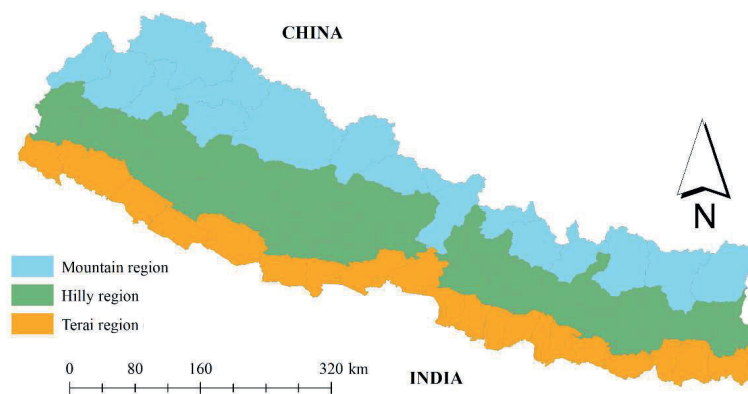 CHINA
N
Mountain region
Hilly region
Terai region
0 80 160 320 km
INDIA